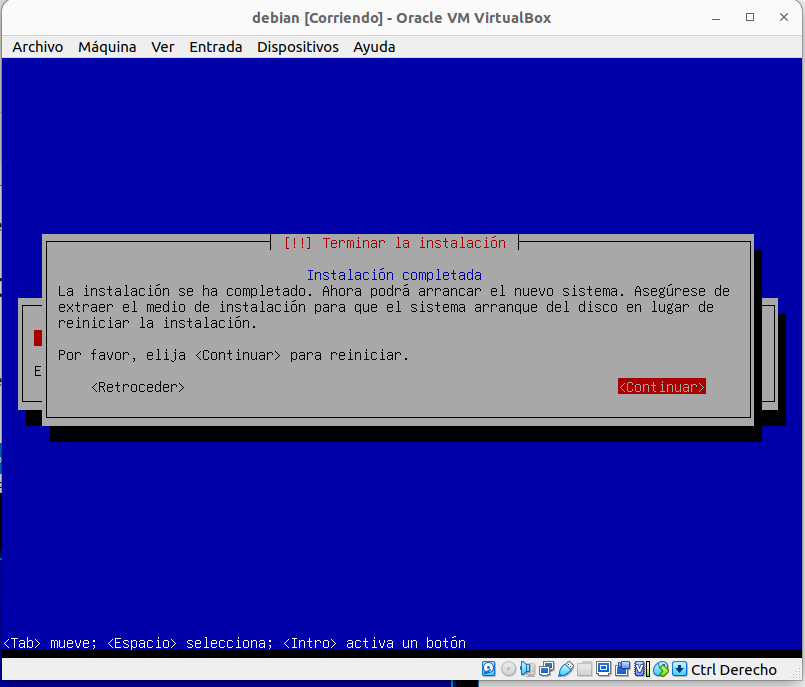 debian [Corriendo] - Oracle VM VirtualBox
Archivo Máquina Ver Entrada Dispositivos Ayuda
[!!] Terminar la instalación
Instalación completada
La instalación se ha completado. Ahora podrá arrancar el nuevo sistema. Asegúrese de
extraer el medio de instalación para que el sistema arranque del disco en lugar de
reiniciar la instalación.
Por favor, elija <Continuar> para reiniciar.
<Retroceder> <Continuar>
E
<Tab> mueve; <Espacio> selecciona; <Intro> activa un botón
Ctrl Derecho